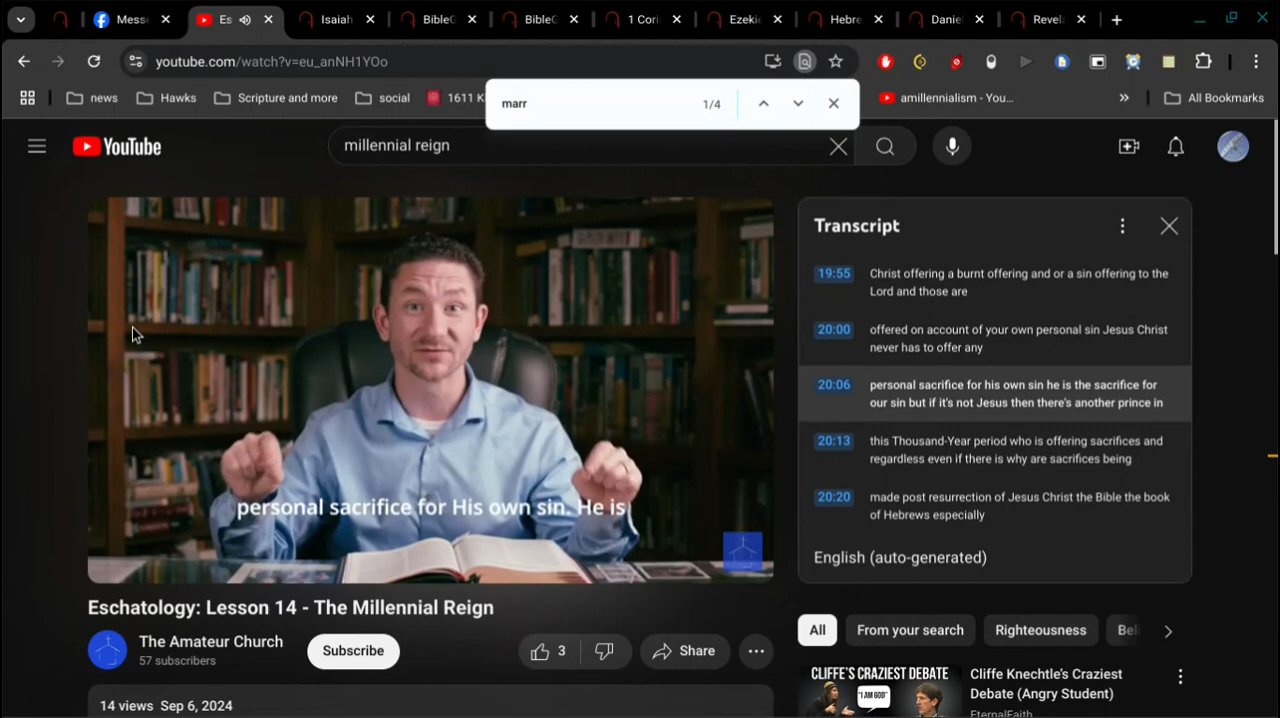 Mess
Es
Isaiah
BibleG
BibleG
1 Cori
Ezekie
Hebre
Daniel
Revela
youtube.com/watch?v=eu_anNH1YOo
news
Hawks
Scripture and more
social
1611 K
marr
1/4
amillennialism - You...
All Bookmarks
YouTube
millennial reign
Transcript
19:55 Christ offering a burnt offering and or a sin offering to the
Lord and those are
20:00 offered on account of your own personal sin Jesus Christ
never has to offer any
20:06 personal sacrifice for his own sin he is the sacrifice for
our sin but if it's not Jesus then there's another prince in
20:13 this Thousand-Year period who is offering sacrifices and
regardless even if there is why are sacrifices being
20:20 made post resurrection of Jesus Christ the Bible the book
of Hebrews especially
English (auto-generated)
personal sacrifice for His own sin. He is
Eschatology: Lesson 14 - The Millennial Reign
The Amateur Church
57 subscribers
Subscribe
3
Share
14 views Sep 6, 2024
All
From your search
Righteousness
Bel
CLIFFE'S CRAZIEST DEBATE
"I AM GOD"
Cliffe Knechtle's Craziest
Debate (Angry Student)
EternalFaith